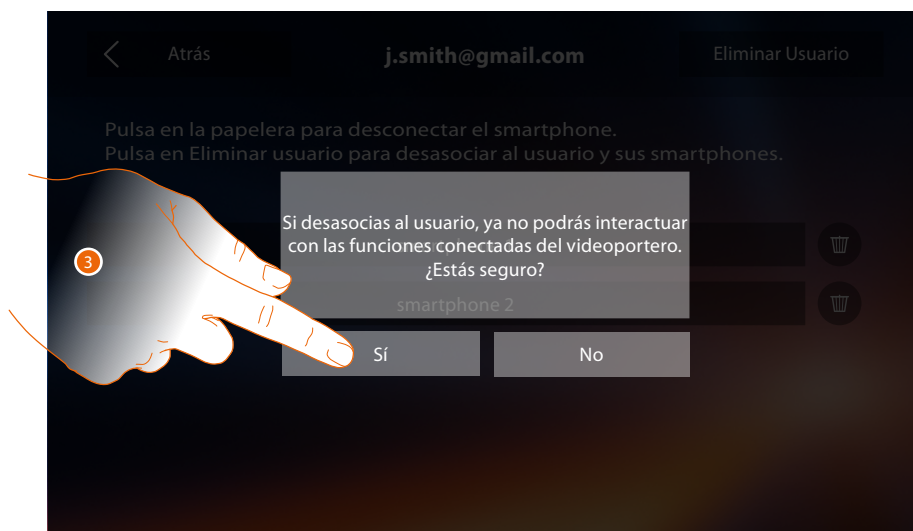 Atrás
j.smith@gmail.com
Eliminar Usuario
Pulsa en la papelera para desconectar el smartphone.
Pulsa en Eliminar usuario para desasociar al usuario y sus smartphones.
Si desasocias al usuario, ya no podrás interactuar
con las funciones conectadas del videoportero.
¿Estás seguro?
3
smartphone 2
Sí
No